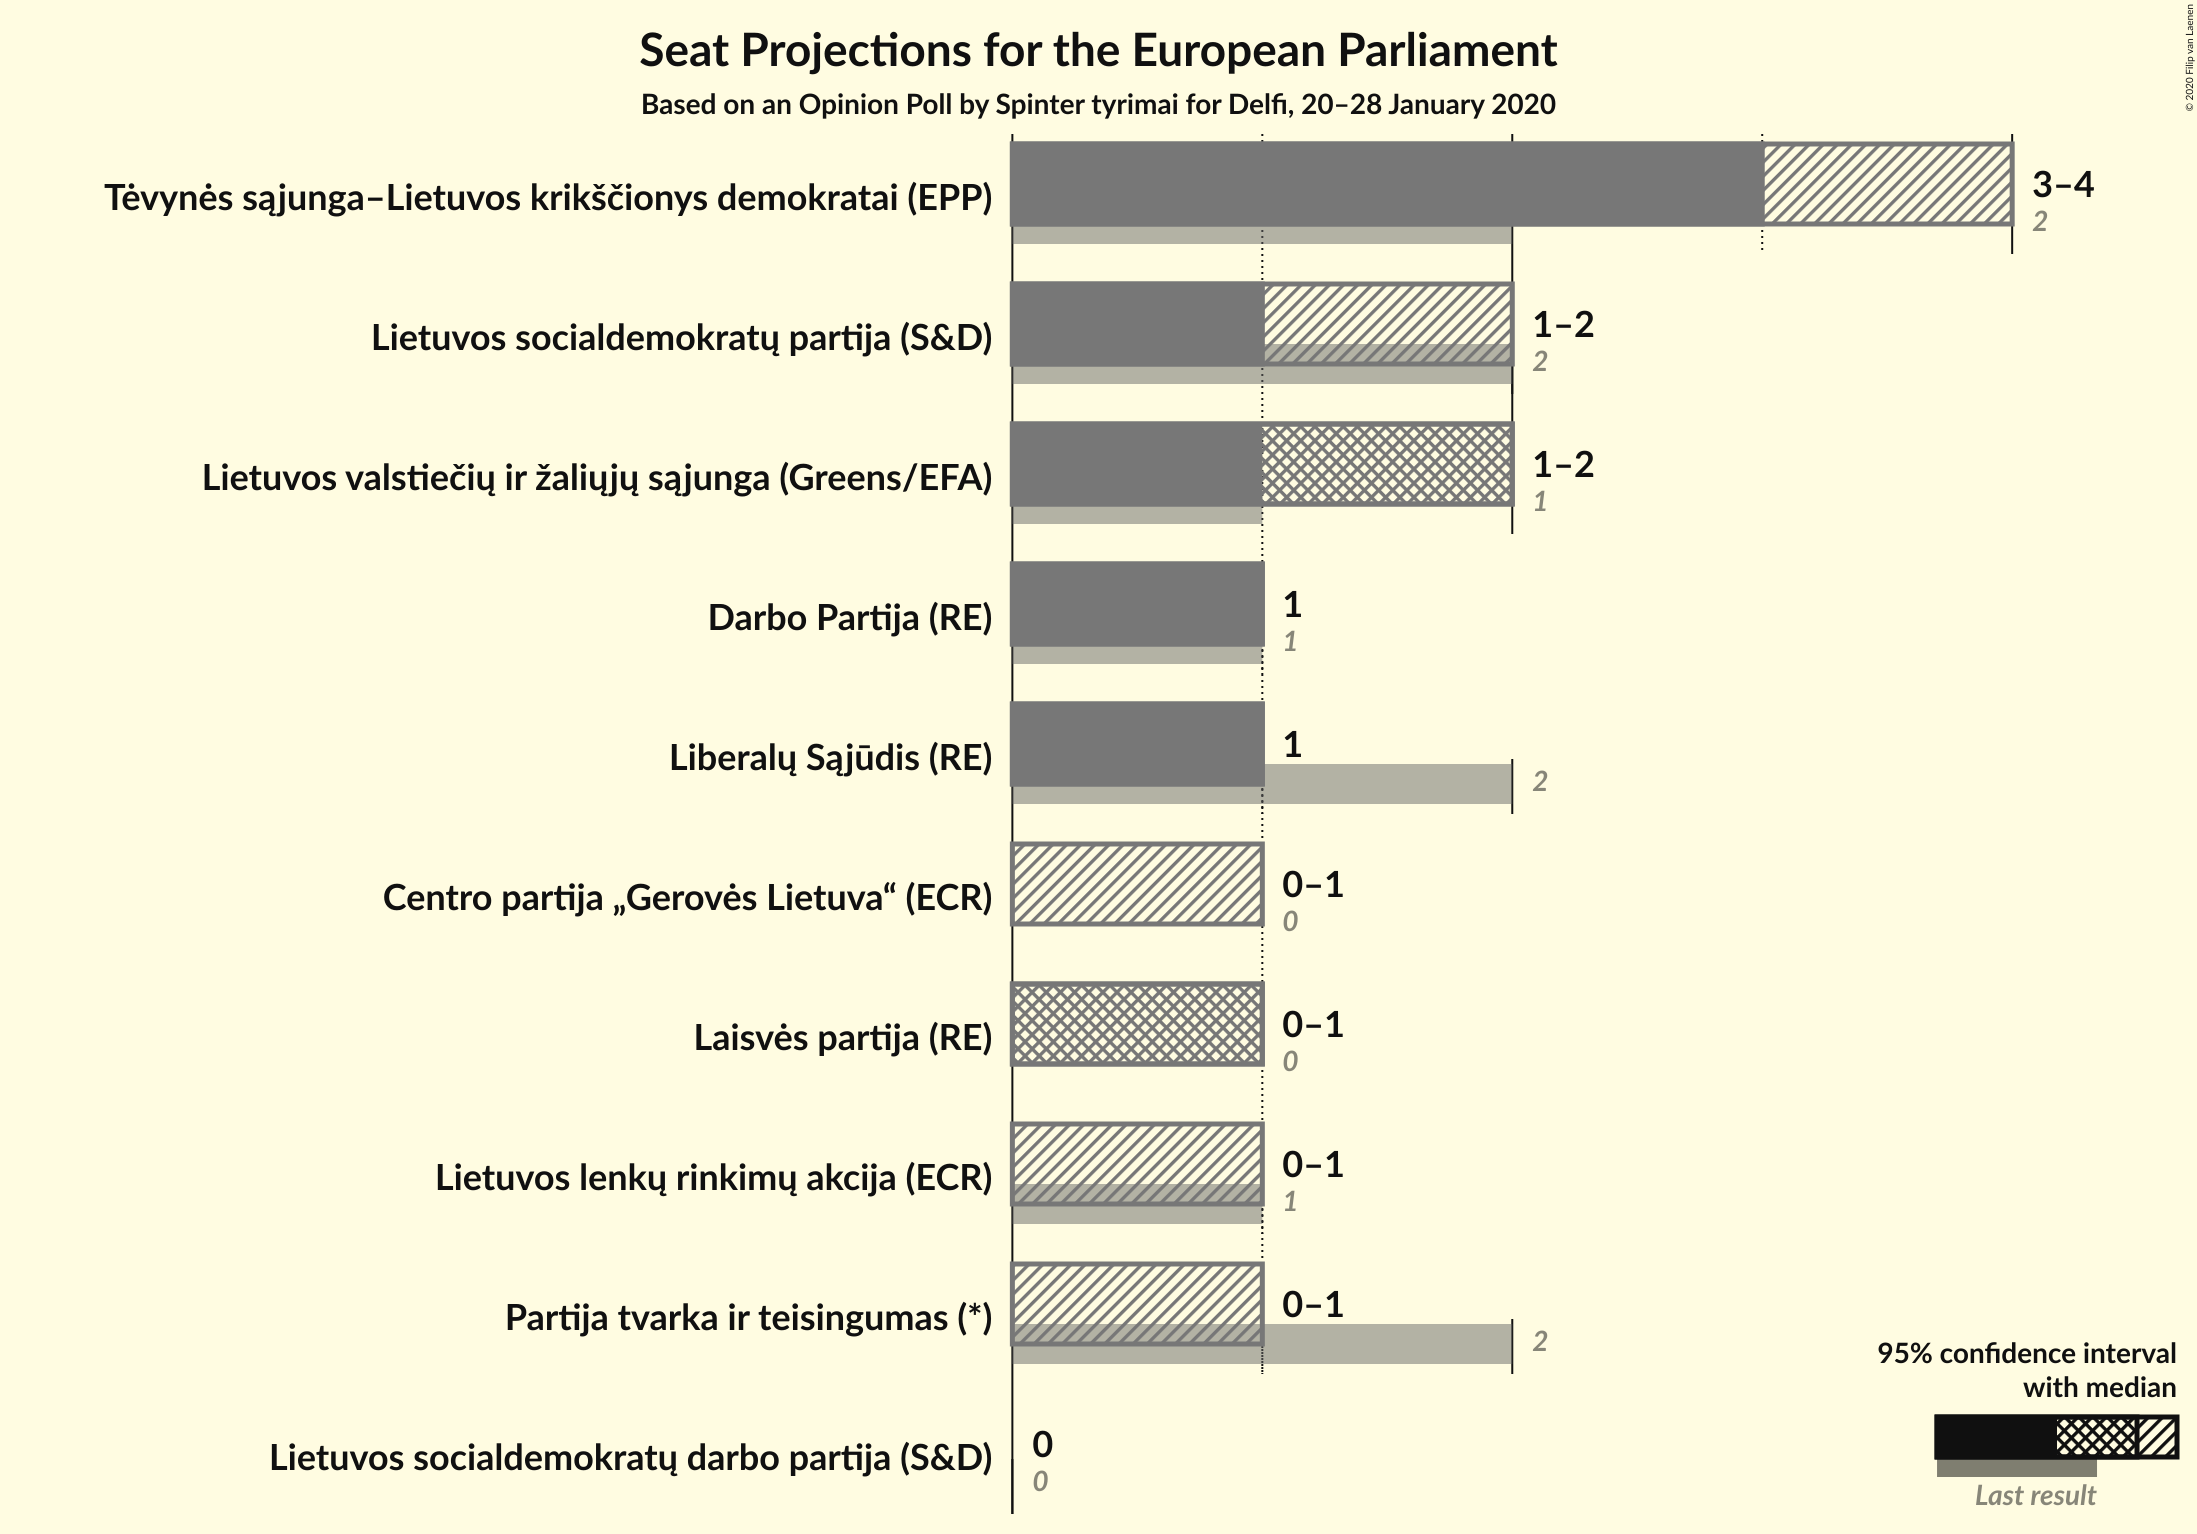 Seat Projections for the European Parliament
Based on an Opinion Poll by Spinter tyrimai for Delfi, 20–28 January 2020
© 2020 Filip van Laenen
Tėvynės sąjunga–Lietuvos krikščionys demokratai (EPP)
3–4
2
Lietuvos socialdemokratų partija (S&D)
1–2
2
Lietuvos valstiečių ir žaliųjų sąjunga (Greens/EFA)
1–2
1
Darbo Partija (RE)
1
1
Liberalų Sąjūdis (RE)
1
2
Centro partija „Gerovės Lietuva“ (ECR)
0–1
0
Laisvės partija (RE)
0–1
0
Lietuvos lenkų rinkimų akcija (ECR)
0–1
1
Partija tvarka ir teisingumas (*)
0–1
2
Lietuvos socialdemokratų darbo partija (S&D)
0
0
95% confidence interval
with median
Last result